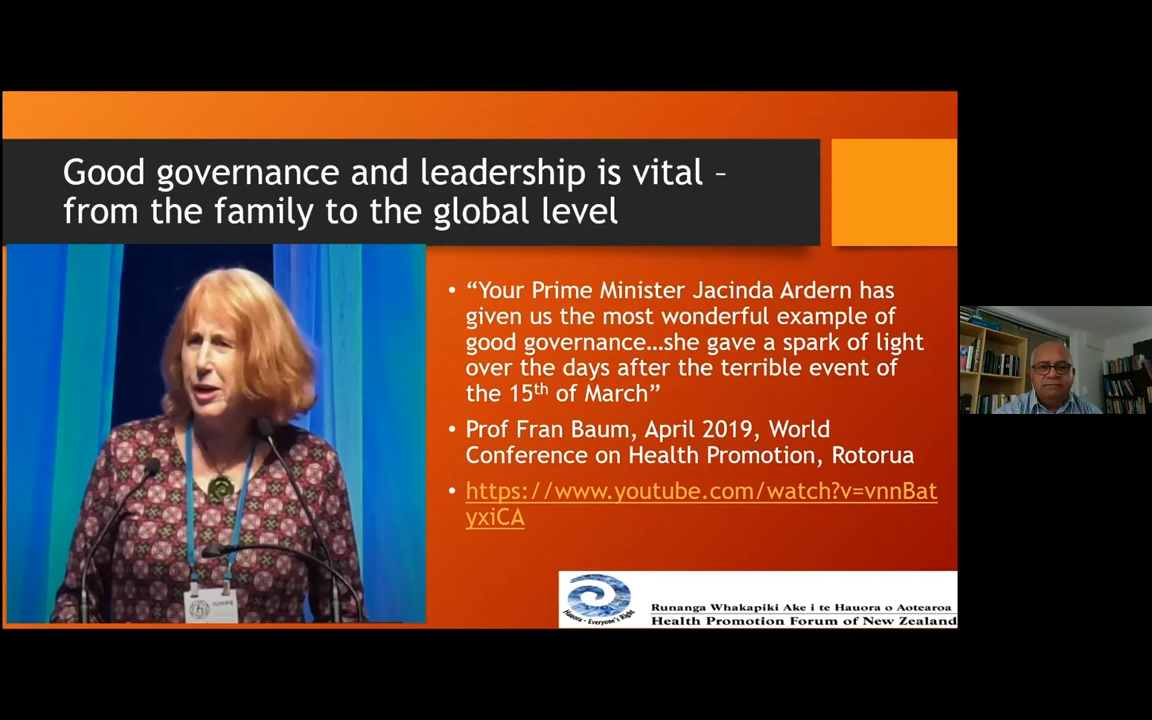 Good governance and leadership is vital –
from the family to the global level
• “Your Prime Minister Jacinda Ardern has
given us the most wonderful example of
good governance…she gave a spark of light
over the days after the terrible event of
the 15th of March”
• Prof Fran Baum, April 2019, World
Conference on Health Promotion, Rotorua
• https://www.youtube.com/watch?v=vnnBat
yxiCA
Hauora - Everyone's Right
Runanga Whakapiki Ake i te Hauora o Aotearoa
Health Promotion Forum of New Zealand